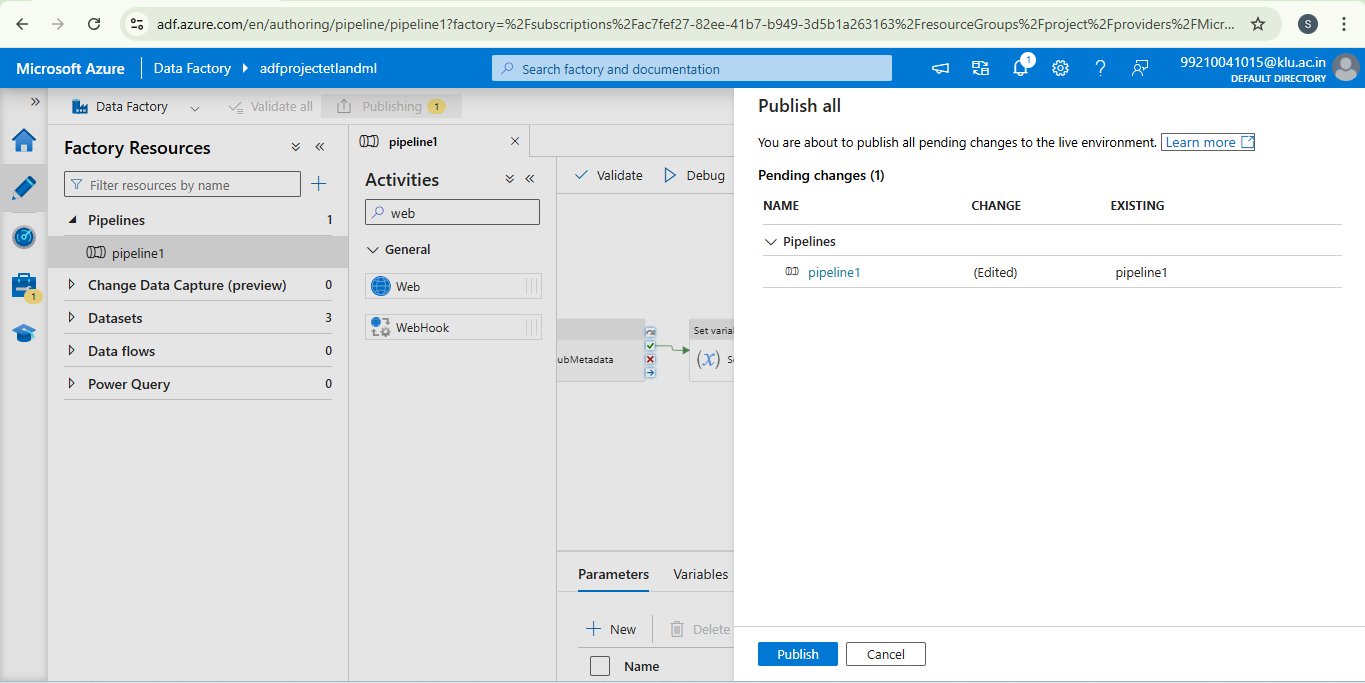 adf.azure.com/en/authoring/pipeline/pipeline1?factory=%2Fsubscriptions%2Fac7fef27-82ee-41b7-b949-3d5b1a263163%2FresourceGroups%2Fproject%2Fproviders%2FMicr...
S
Microsoft Azure
Data Factory
adfprojectetlandml
Search factory and documentation
1
99210041015@klu.ac.in
DEFAULT DIRECTORY
Data Factory
Validate all
Publishing
1
Factory Resources
Filter resources by name
Pipelines
1
pipeline1
Change Data Capture (preview)
0
Datasets
3
Data flows
0
Power Query
0
1
pipeline1
Activities
web
General
Web
WebHook
Validate
Debug
ubMetadata
Set varial
(x)
Parameters
Variables
New
Delete
Name
Publish all
You are about to publish all pending changes to the live environment. Learn more
Pending changes (1)
NAME CHANGE EXISTING
Pipelines
pipeline1 (Edited) pipeline1
Publish
Cancel